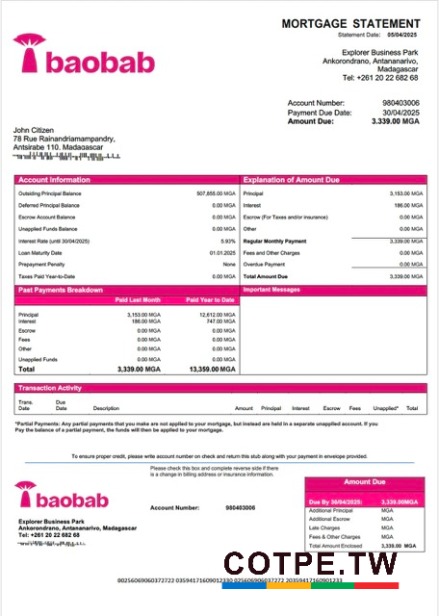 MORTGAGE STATEMENT
Statement Date: 05/04/2025
baobab
Explorer Business Park
Ankorondrano, Antananarivo,
Madagascar
Tel: +261 20 22 682 68
Account Number: 980403006
Payment Due Date: 30/04/2025
Amount Due: 3.339.00 MGA
John Citizen
78 Rue Rainandriamampandry,
Antsirabe 110. Madagascar
Account Information
Outsiding Principal Balance 507,855.00 MGA
Deferred Principal Balance 0.00 MGA
Escrow Account Balance 0.00 MGA
Unapplied Funds Balance 0.00 MGA
Interest Rate (until 30/04/2025) 5.93%
Loan Maturity Date 01.01.2025
Prepayment Penalty None
Taxes Paid Year-to-Date 0.00 MGA
Explanation of Amount Due
Principal 3,153.00 MGA
Interest 186.00 MGA
Escrow (For Taxes and/or insurance) 0.00 MGA
Other 0.00 MGA
Regular Monthly Payment 3,339.00 MGA
Fees and Other Charges 0.00 MGA
Overdue Payment 0.00 MGA
Total Amount Due 3,339.00 MGA
Past Payments Breakdown
Paid Last Month Paid Year to Date
Principal 3,153.00 MGA 12,612.00 MGA
Interest 186.00 MGA 747.00 MGA
Escrow 0.00 MGA 0.00 MGA
Fees 0.00 MGA 0.00 MGA
Other 0.00 MGA 0.00 MGA
Unapplied Funds 0.00 MGA 0.00 MGA
Total 3,339.00 MGA 13,359.00 MGA
Important Messages
Transaction Activity
Trans. Date Due Date Description Amount Principal Interest Escrow Fees Unapplied* Total
*Partial Payments: Any partial payments that you make are not applied to your mortgage, but instead are held in a separate unapplied account. If you
Pay the balance of a partial payment, the funds will then be applied to your mortgage.
To ensure proper credit, please write account number on check and return this stub along with your payment in envelope provided.
Please check this box and complete reverse side if there
is a change in billing address or insurance information.
baobab
Account Number: 980403006
Explorer Business Park
Ankorondrano, Antananarivo, Madagascar
Tel: +261 20 22 682 68
Amount Due
Due By 30/04/2025: 3,339.00MGA
Additional Principal MGA
Additional Escrow MGA
Late Charges MGA
Fees & Other Charges MGA
Total Amount Enclosed 3,339.00 MGA
COTPE.TW